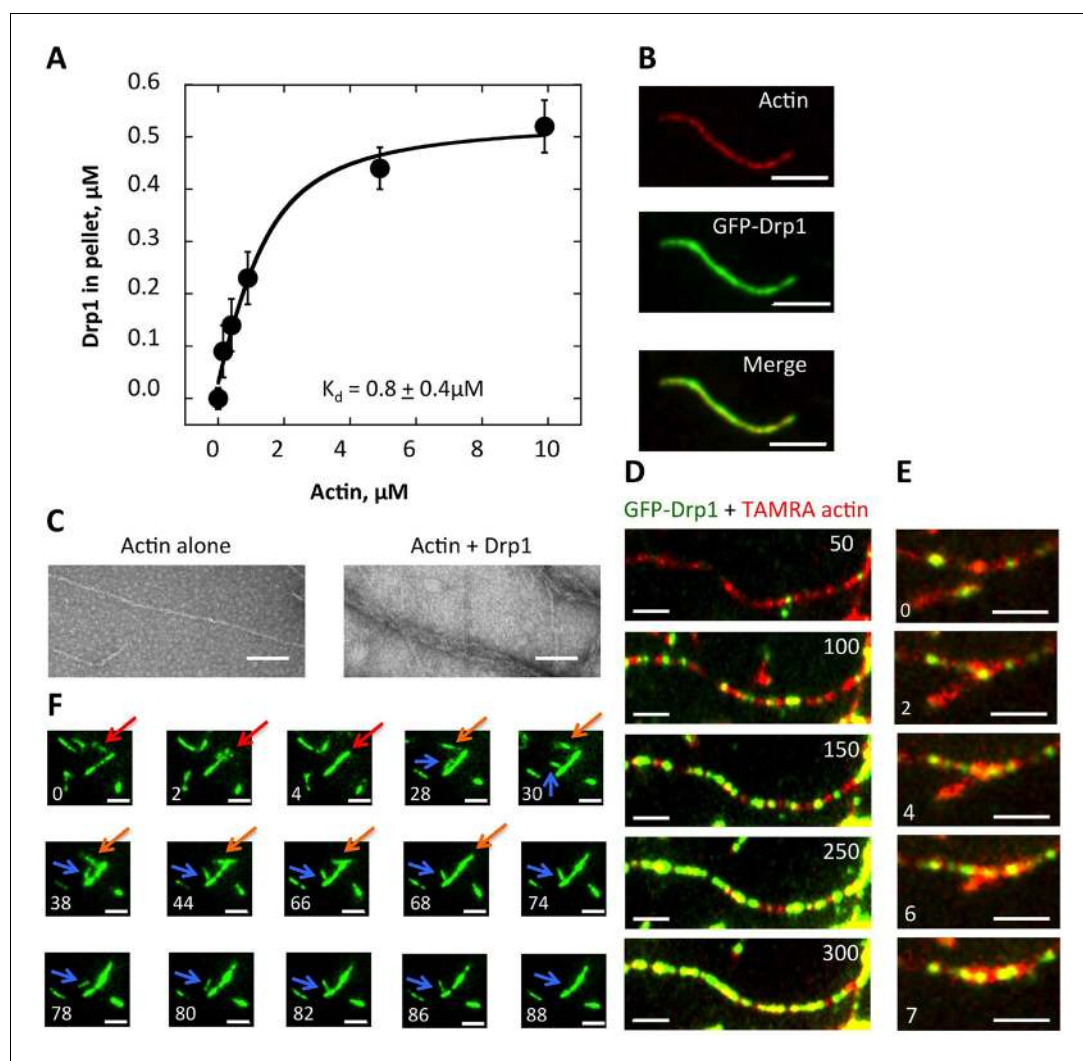 A
0.6
0.5
0.4
0.3
0.2
0.1
0.0
Drp1 in pellet, µM
K_d = 0.8 ± 0.4µM
0 2 4 6 8 10
Actin, µM
B
Actin
GFP-Drp1
Merge
C
Actin alone
Actin + Drp1
D
GFP-Drp1 + TAMRA actin
50
100
150
250
300
E
0
2
4
6
7
F
0 2 4 28 30
38 44 66 68 74
78 80 82 86 88